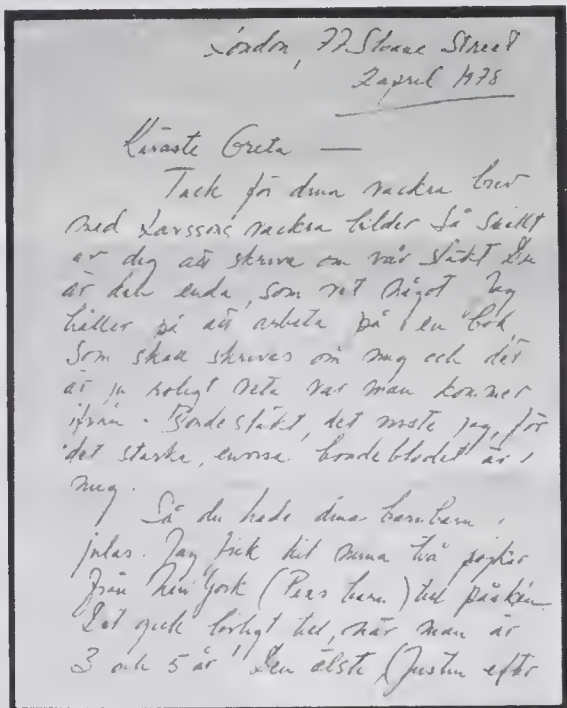 London, 77 Sloane Street
2 april 1978
Käraste Greta —
Tack för dina vackra brev
med Larssons vackra bilder Så snällt
av dig att skriva om vår släkt Du
är den enda, som vet något Jag
håller på att arbeta på en bok,
som skall skrivas om mig och det
är ju roligt veta var man kommer
ifrån. Bondesläkt, det visste jag, för
det starka, envisa bondeblodet är i
mig.
Så du hade dina barnbarn i
julas. Jag fick hit mina två pojkar
från New York (Pias barn) till påsken
Det gick livligt till, när man är
3 och 5 år Den älste (Justin efter